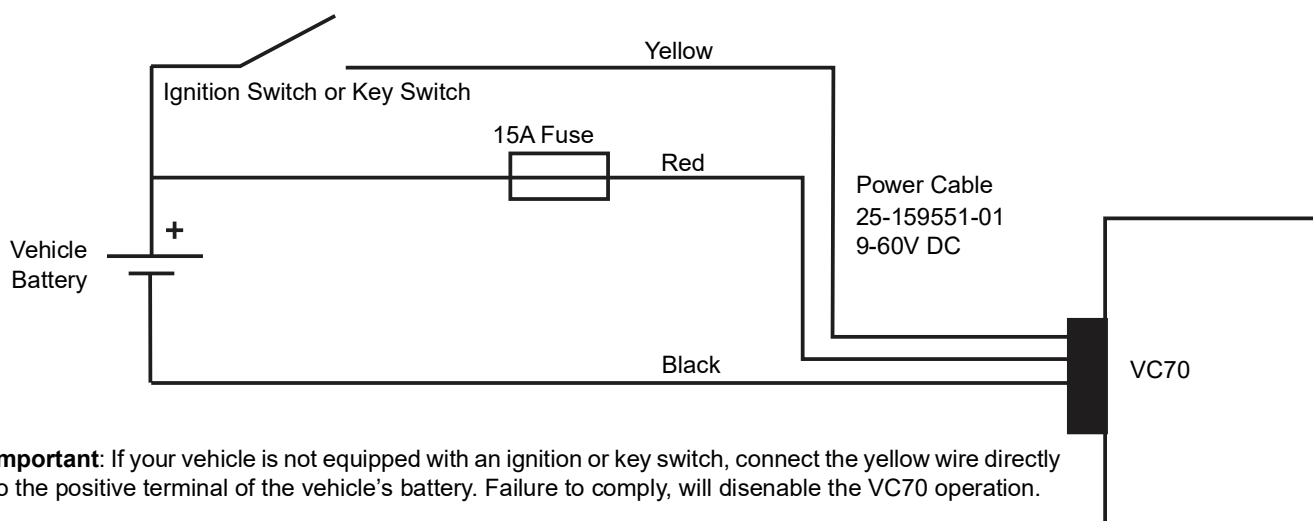 Yellow
Ignition Switch or Key Switch
15A Fuse
Red
Power Cable
25-159551-01
9-60V DC
+
Vehicle
Battery
Black
VC70
mportant: If your vehicle is not equipped with an ignition or key switch, connect the yellow wire directly
o the positive terminal of the vehicle's battery. Failure to comply, will disenable the VC70 operation.